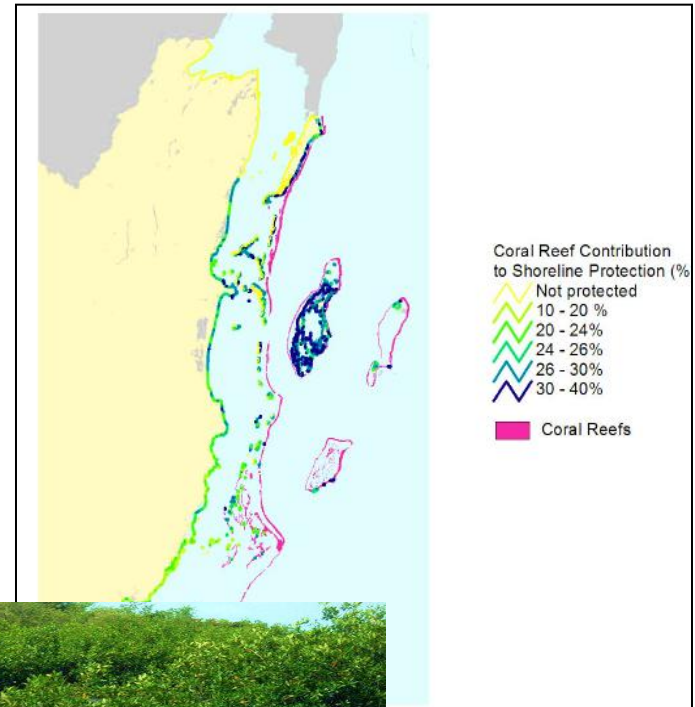 Coral Reef Contribution
to Shoreline Protection (%
Not protected
10 - 20 %
20 - 24%
24 - 26%
26 - 30%
30 - 40%
Coral Reefs